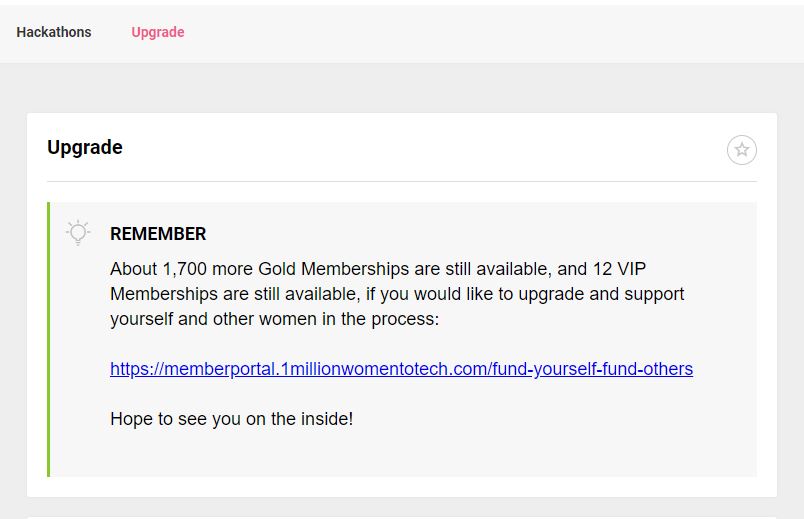 Hackathons Upgrade
Upgrade
REMEMBER
About 1,700 more Gold Memberships are still available, and 12 VIP
Memberships are still available, if you would like to upgrade and support
yourself and other women in the process:
https://memberportal.1millionwomentotech.com/fund-yourself-fund-others
Hope to see you on the inside!